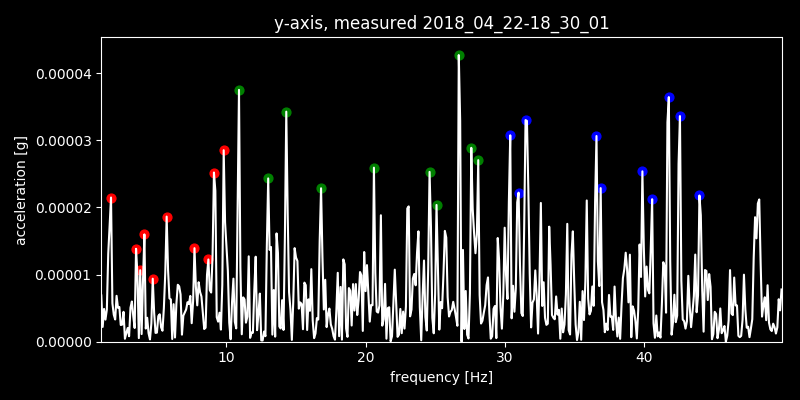 y-axis, measured 2018_04_22-18_30_01
0.00004
0.00003
0.00002
0.00001
0.00000
acceleration [g]
10 20 30 40
frequency [Hz]